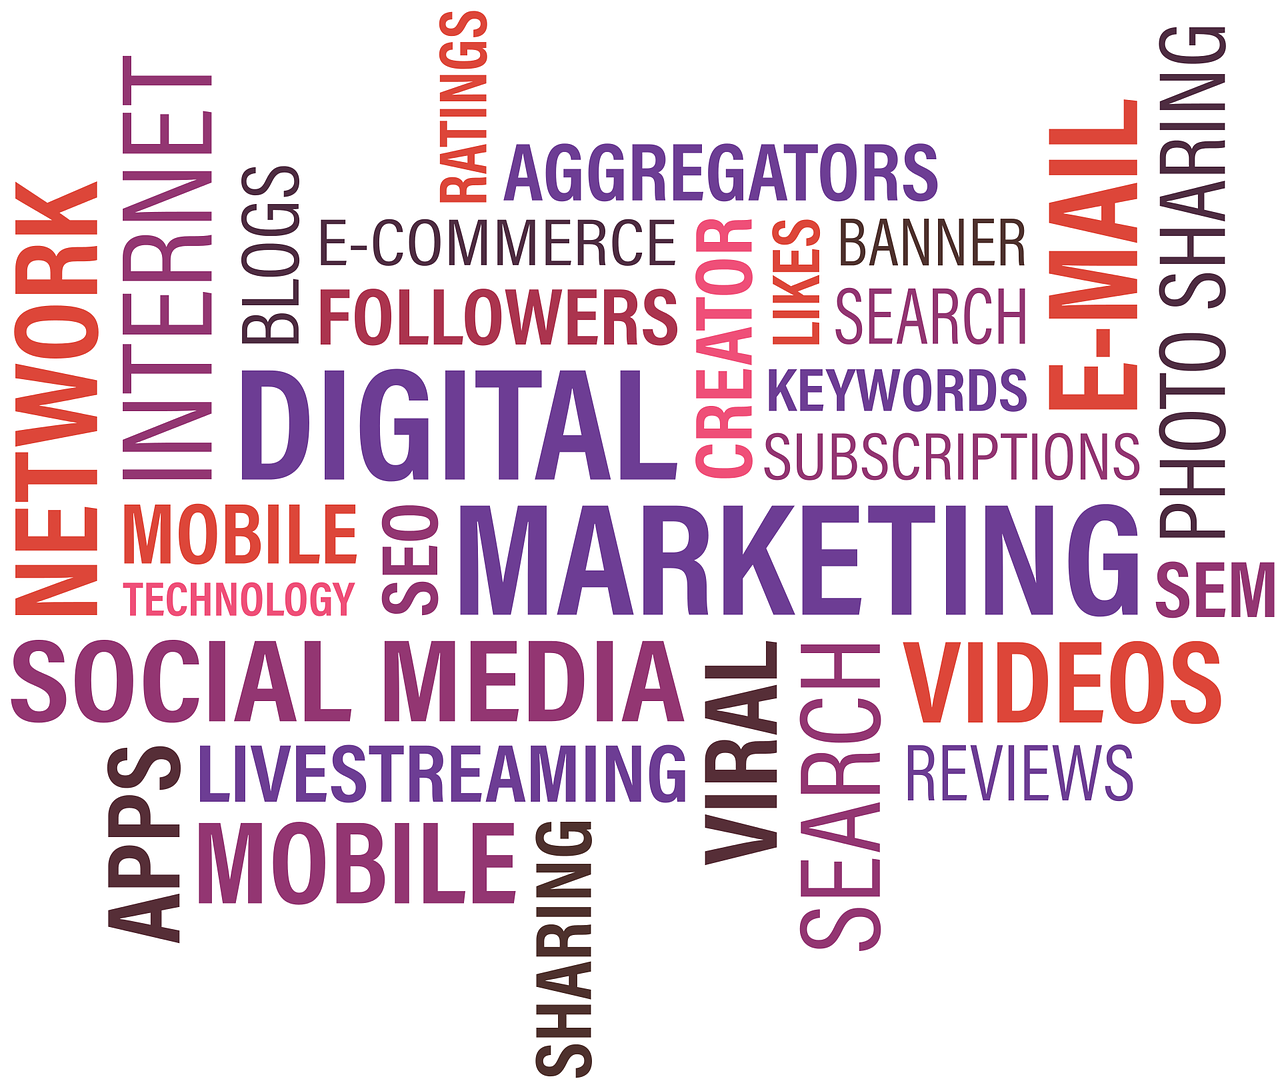 RATINGS
PHOTO SHARING
INTERNET
E-MAIL
AGGREGATORS
BLOGS
NETWORK
E-COMMERCE
CREATOR
LIKES
BANNER
FOLLOWERS
SEARCH
DIGITAL
KEYWORDS
SUBSCRIPTIONS
MOBILE
TECHNOLOGY
SEO
MARKETING
SEM
SOCIAL MEDIA
VIRAL
SEARCH
VIDEOS
APPS
LIVESTREAMING
REVIEWS
MOBILE
SHARING